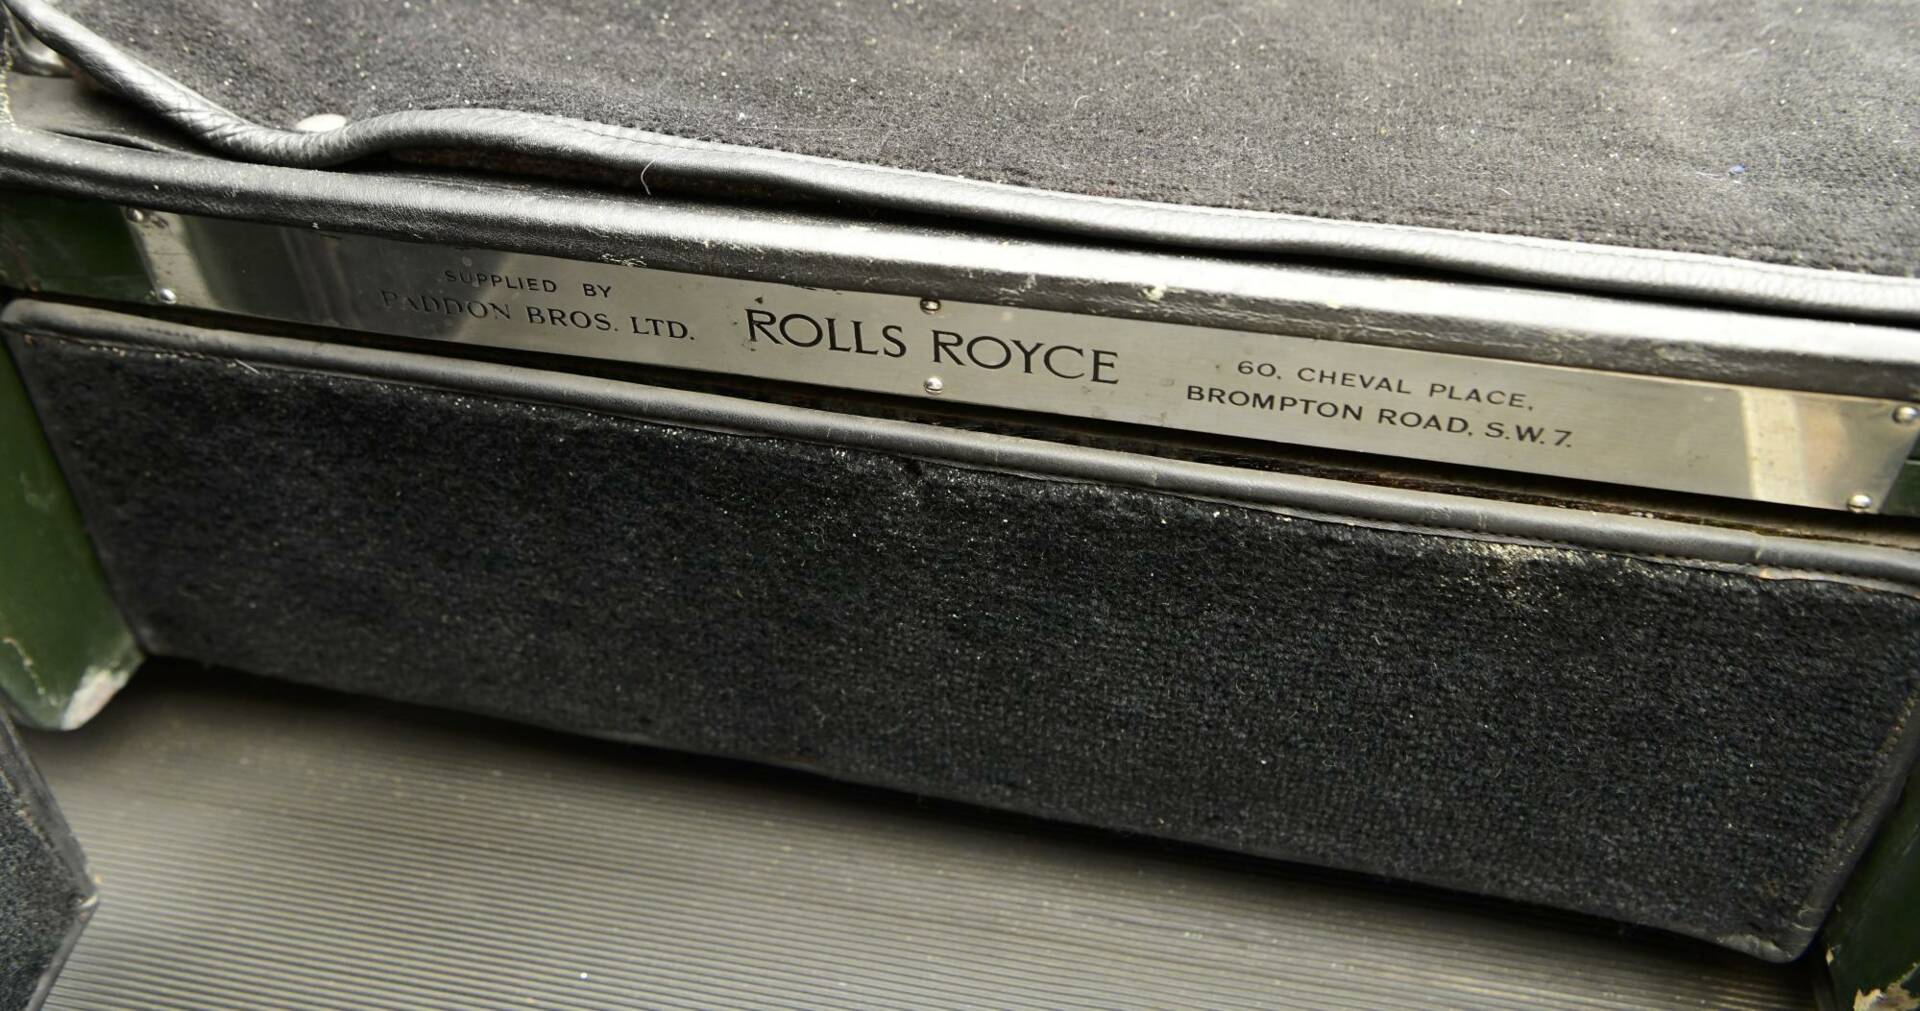 SUPPLIED BY
PADDON BROS. LTD.
ROLLS ROYCE
60, CHEVAL PLACE,
BROMPTON ROAD, S.W.7.